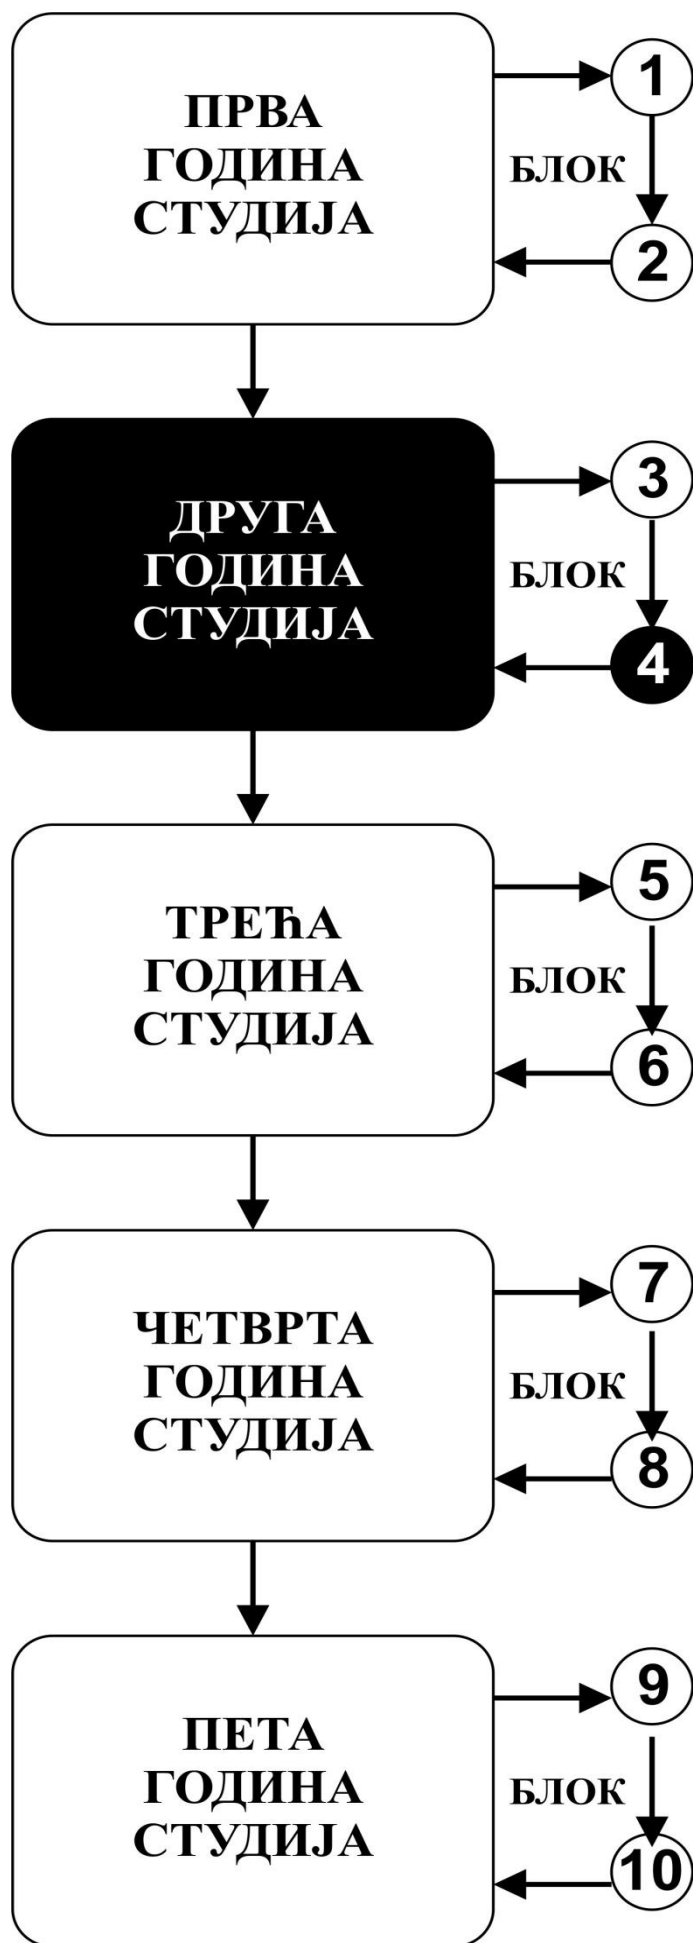 ПРВА
ГОДИНА
СТУДИЈА
1
БЛОК
2
ДРУГА
ГОДИНА
СТУДИЈА
3
БЛОК
4
ТРЕЋА
ГОДИНА
СТУДИЈА
5
БЛОК
6
ЧЕТВРТА
ГОДИНА
СТУДИЈА
7
БЛОК
8
ПЕТА
ГОДИНА
СТУДИЈА
9
БЛОК
10